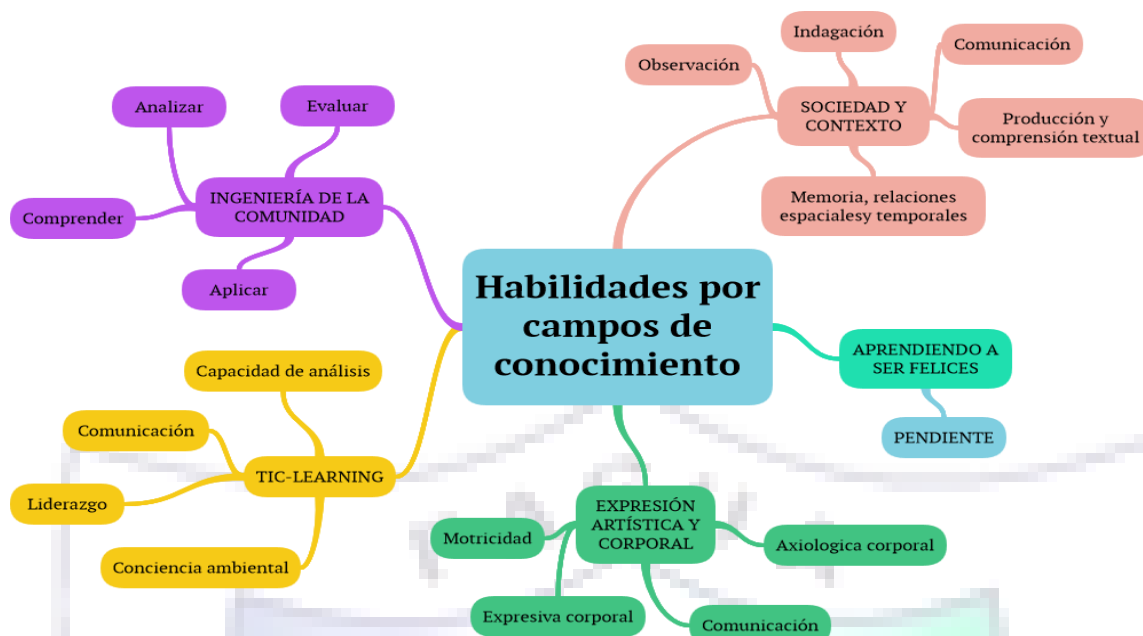 Habilidades por
campos de
conocimiento
SOCIEDAD Y
CONTEXTO
Observación
Indagación
Comunicación
Producción y
comprensión textual
Memoria, relaciones
espacialesy temporales
APRENDIENDO A
SER FELICES
PENDIENTE
EXPRESIÓN
ARTÍSTICA Y
CORPORAL
Motricidad
Axiologica corporal
Expresiva corporal
Comunicación
TIC-LEARNING
Capacidad de análisis
Comunicación
Liderazgo
Conciencia ambiental
INGENIERÍA DE LA
COMUNIDAD
Analizar
Evaluar
Comprender
Aplicar